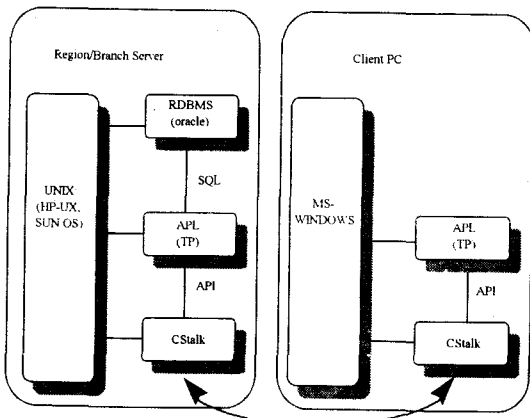 Region/Branch Server
RDBMS
(oracle)
SQL
UNIX
(HP-UX,
SUN OS)
APL
(TP)
API
CStalk
Client PC
MS-
WINDOWS
APL
(TP)
API
CStalk